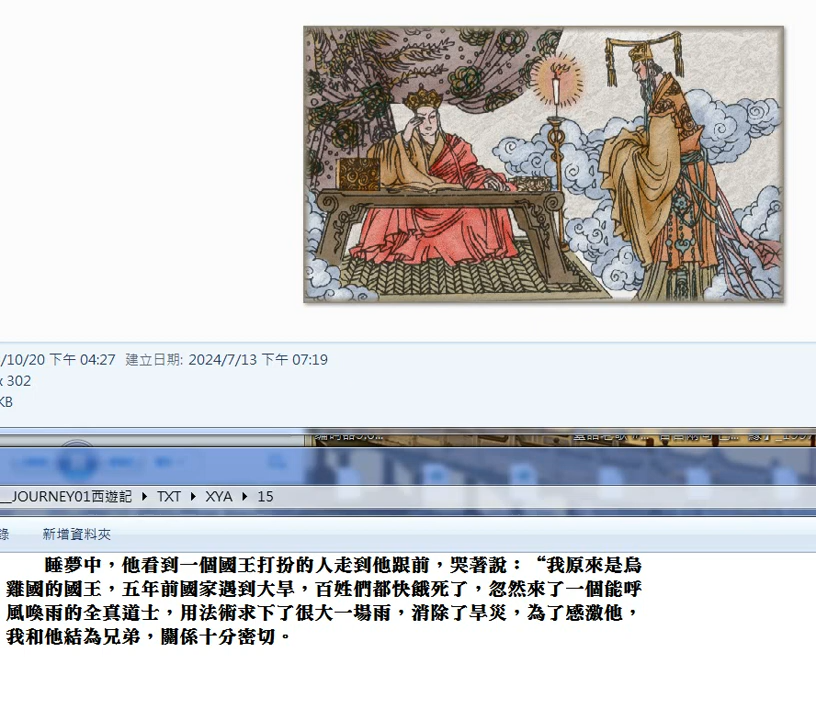 /10/20 下午 04:27 建立日期: 2024/7/13 下午 07:19
x 302
KB
__JOURNEY01西遊記 ▸ TXT ▸ XYA ▸ 15
錄 新增資料夾
睡夢中，他看到一個國王打扮的人走到他跟前，哭著說：“我原來是烏
雞國的國王，五年前國家遇到大旱，百姓們都快餓死了，忽然來了一個能呼
風喚雨的全真道士，用法術求下了很大一場雨，消除了旱災，為了感激他，
我和他結為兄弟，關係十分密切。